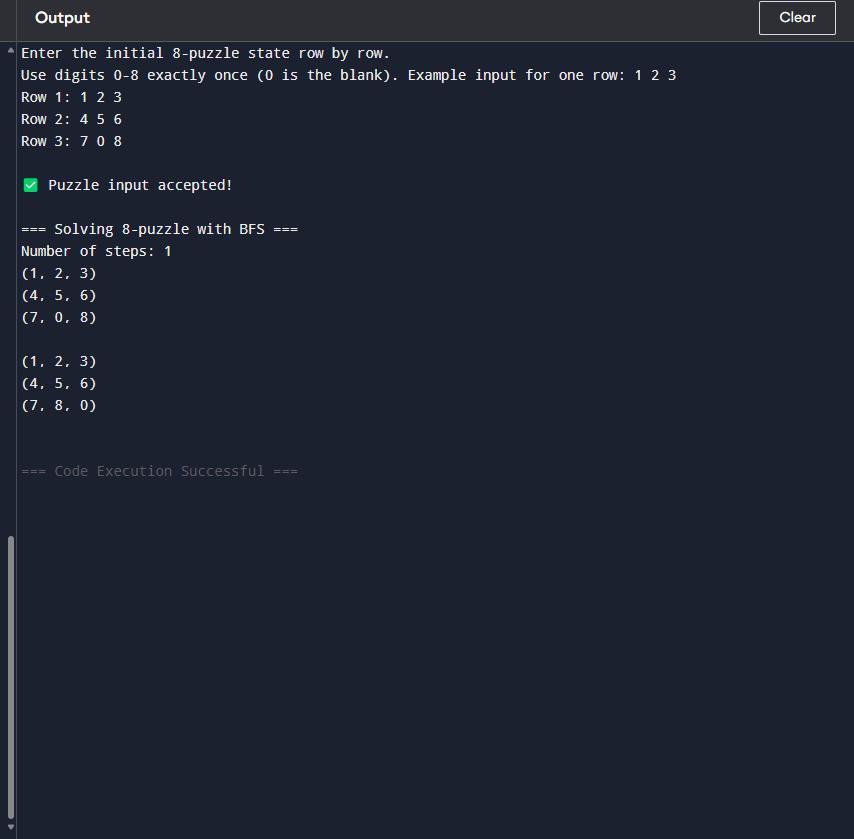 Output
Clear
Enter the initial 8-puzzle state row by row.
Use digits 0-8 exactly once (0 is the blank). Example input for one row: 1 2 3
Row 1: 1 2 3
Row 2: 4 5 6
Row 3: 7 0 8
✅ Puzzle input accepted!
=== Solving 8-puzzle with BFS ===
Number of steps: 1
(1, 2, 3)
(4, 5, 6)
(7, 0, 8)
(1, 2, 3)
(4, 5, 6)
(7, 8, 0)
=== Code Execution Successful ===